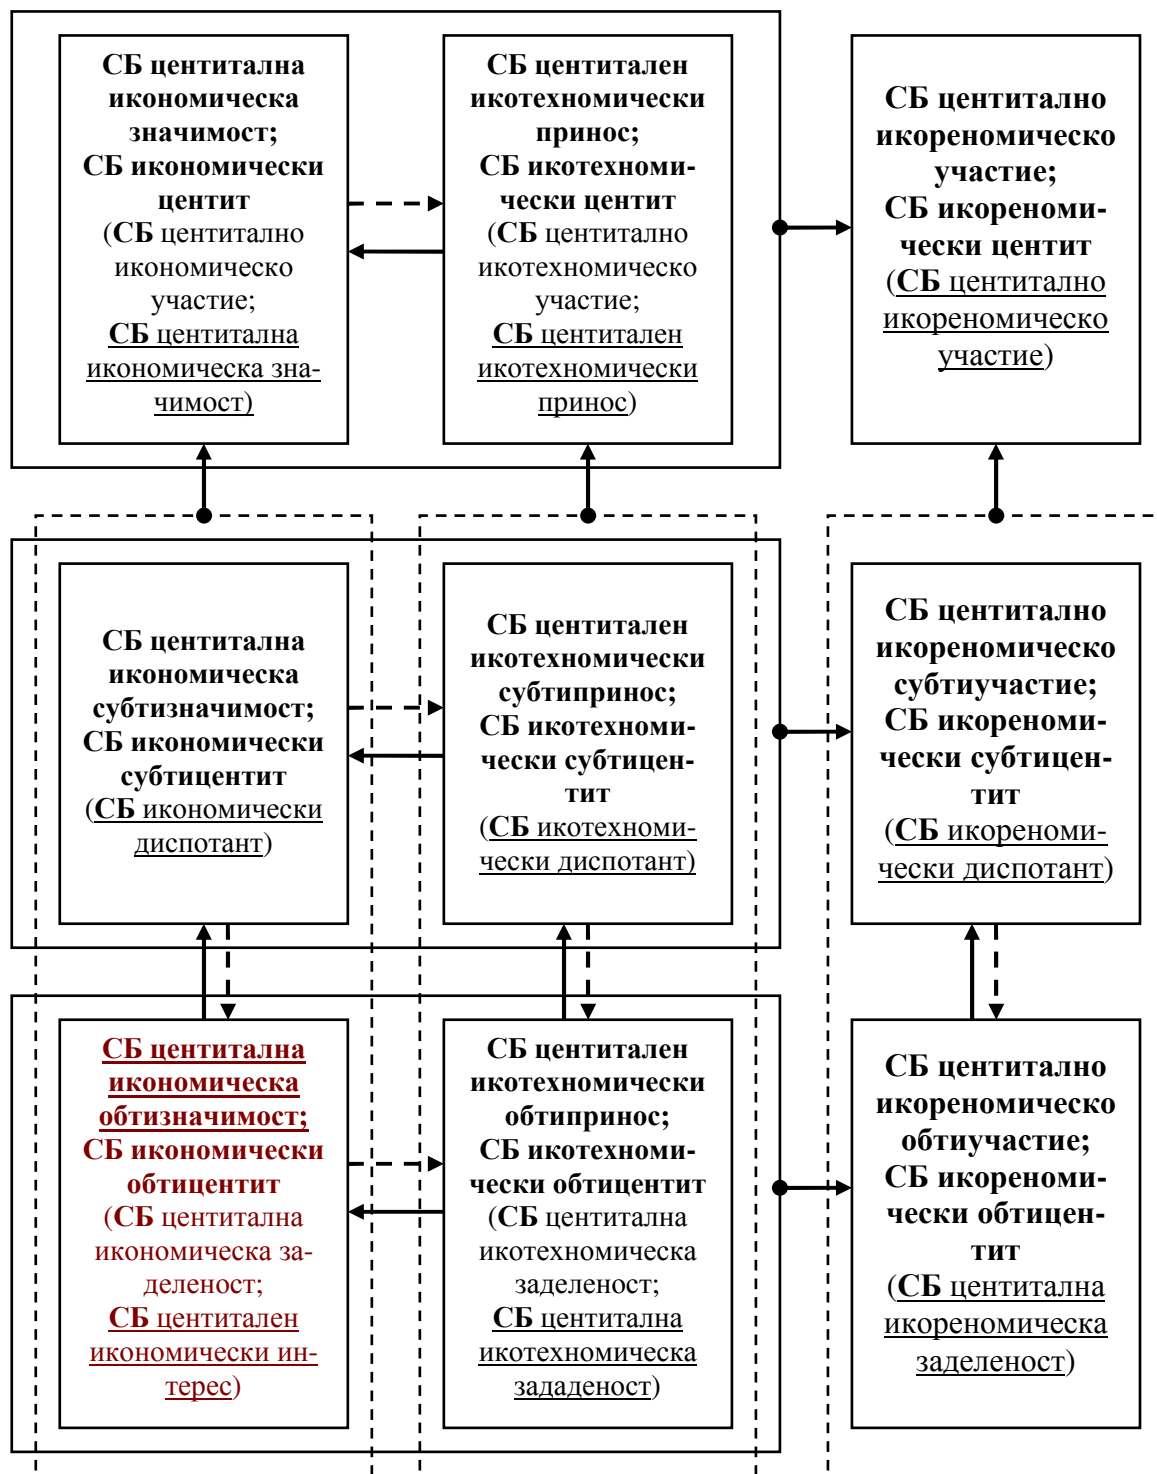 СБ центитална
икономическа
значимост;
СБ икономически
центит
(СБ центитално
икономическо
участие;
СБ центитална
икономическа зна-
чимост)
СБ центитален
икотехномически
принос;
СБ икотехноми-
чески центит
(СБ центитално
икотехномическо
участие;
СБ центитален
икотехномически
принос)
СБ центитално
икореномическо
участие;
СБ икореноми-
чески центит
(СБ центитално
икореномическо
участие)
СБ центитална
икономическа
субтизначимост;
СБ икономически
субтицентит
(СБ икономически
диспотант)
СБ центитален
икотехномически
субтипринос;
СБ икотехноми-
чески субтицен-
тит
(СБ икотехноми-
чески диспотант)
СБ центитално
икореномическо
субтиучастие;
СБ икореноми-
чески субтицен-
тит
(СБ икореноми-
чески диспотант)
СБ центитална
икономическа
обтизначимост;
СБ икономически
обтицентит
(СБ центитална
икономическа за-
деленост;
СБ центитален
икономически ин-
терес)
СБ центитален
икотехномически
обтипринос;
СБ икотехноми-
чески обтицентит
(СБ центитална
икотехномическа
заделеност;
СБ центитална
икотехномическа
зададеност)
СБ центитално
икореномическо
обтиучастие;
СБ икореноми-
чески обтицен-
тит
(СБ центитална
икореномическа
заделеност)